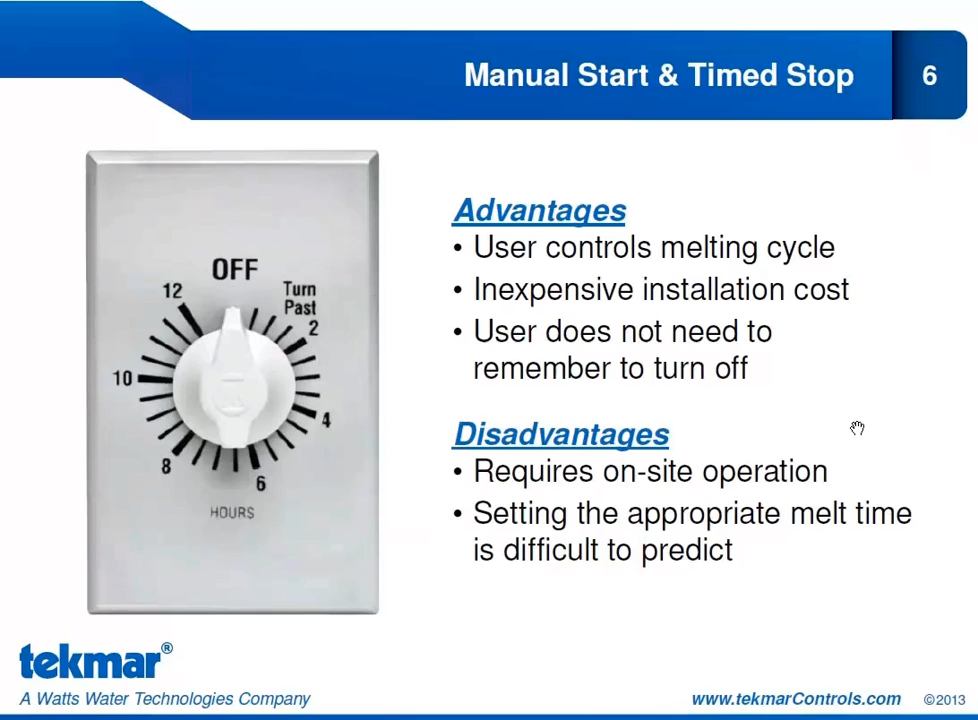 Manual Start & Timed Stop
6
OFF
12
Turn
Past
2
10
4
8
6
HOURS
Advantages
• User controls melting cycle
• Inexpensive installation cost
• User does not need to
remember to turn off
Disadvantages
• Requires on-site operation
• Setting the appropriate melt time
is difficult to predict
tekmar®
A Watts Water Technologies Company
www.tekmarControls.com
©2013